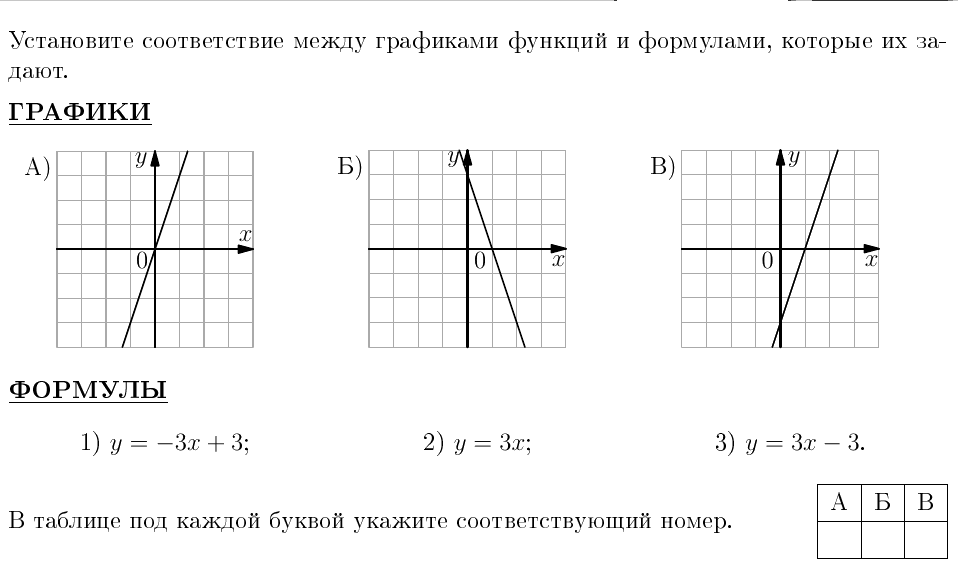 Установите соответствие между графиками функций и формулами, которые их за-
дают.
ГРАФИКИ
А) y x 0
Б) y x 0
В) y x 0
ФОРМУЛЫ
1) y = −3x + 3; 2) y = 3x; 3) y = 3x − 3.
В таблице под каждой буквой укажите соответствующий номер.
А Б В